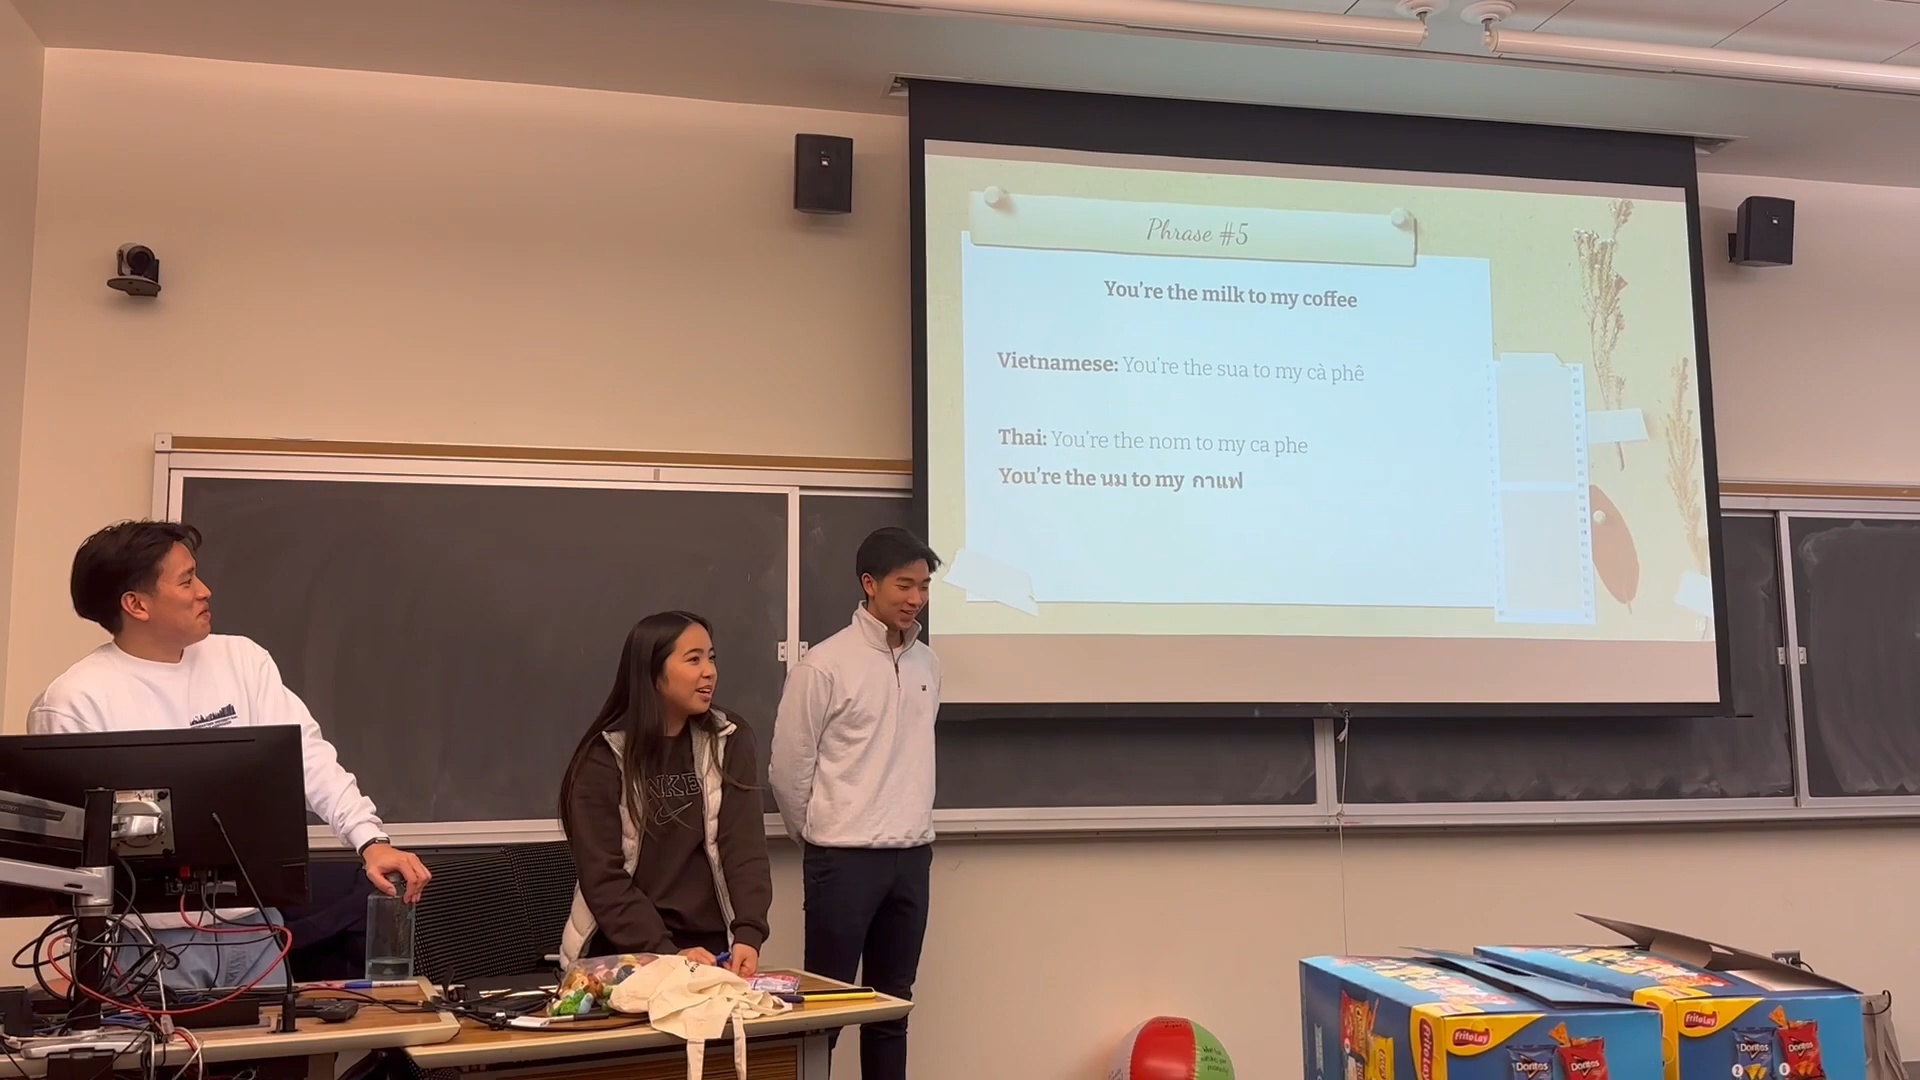 Phrase #5
You're the milk to my coffee
Vietnamese: You're the sua to my cà phê
Thai: You're the nom to my ca phe
You're the นม to my กาแฟ
FritoLay
Doritos
Doritos
FritoLay
Doritos
Doritos